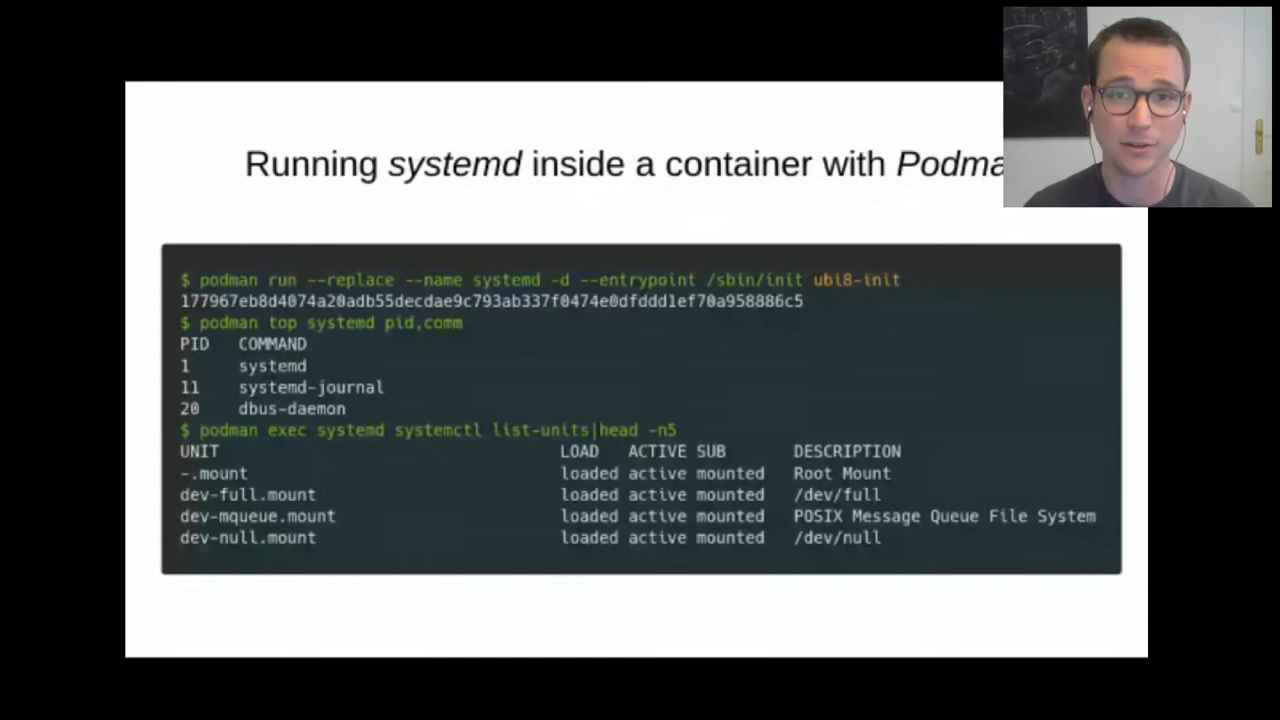 Running systemd inside a container with Podma
$ podman run --replace --name systemd -d --entrypoint /sbin/init ubi8-init
177967eb8d4074a20adb55decdae9c793ab337f0474e0dfddd1ef70a958886c5
$ podman top systemd pid,comm
PID COMMAND
1 systemd
11 systemd-journal
20 dbus-daemon
$ podman exec systemd systemctl list-units|head -n5
UNIT LOAD ACTIVE SUB DESCRIPTION
-.mount loaded active mounted Root Mount
dev-full.mount loaded active mounted /dev/full
dev-mqueue.mount loaded active mounted POSIX Message Queue File System
dev-null.mount loaded active mounted /dev/null